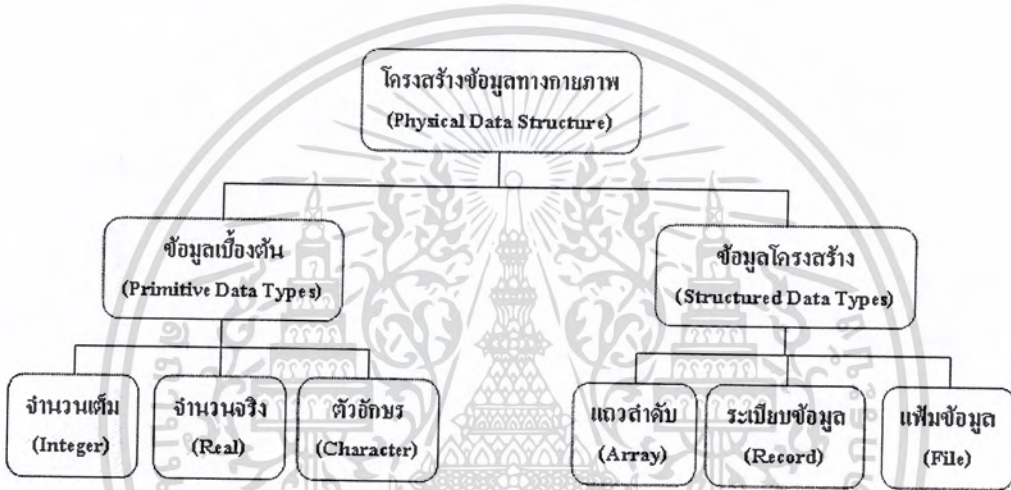 โครงสร้างข้อมูลทางกายภาพ
(Physical Data Structure)
ข้อมูลเบื้องต้น
(Primitive Data Types)
ข้อมูลโครงสร้าง
(Structured Data Types)
จำนวนเต็ม
(Integer)
จำนวนจริง
(Real)
ตัวอักษร
(Character)
แถวลำดับ
(Array)
ระเบียบข้อมูล
(Record)
แฟ้มข้อมูล
(File)